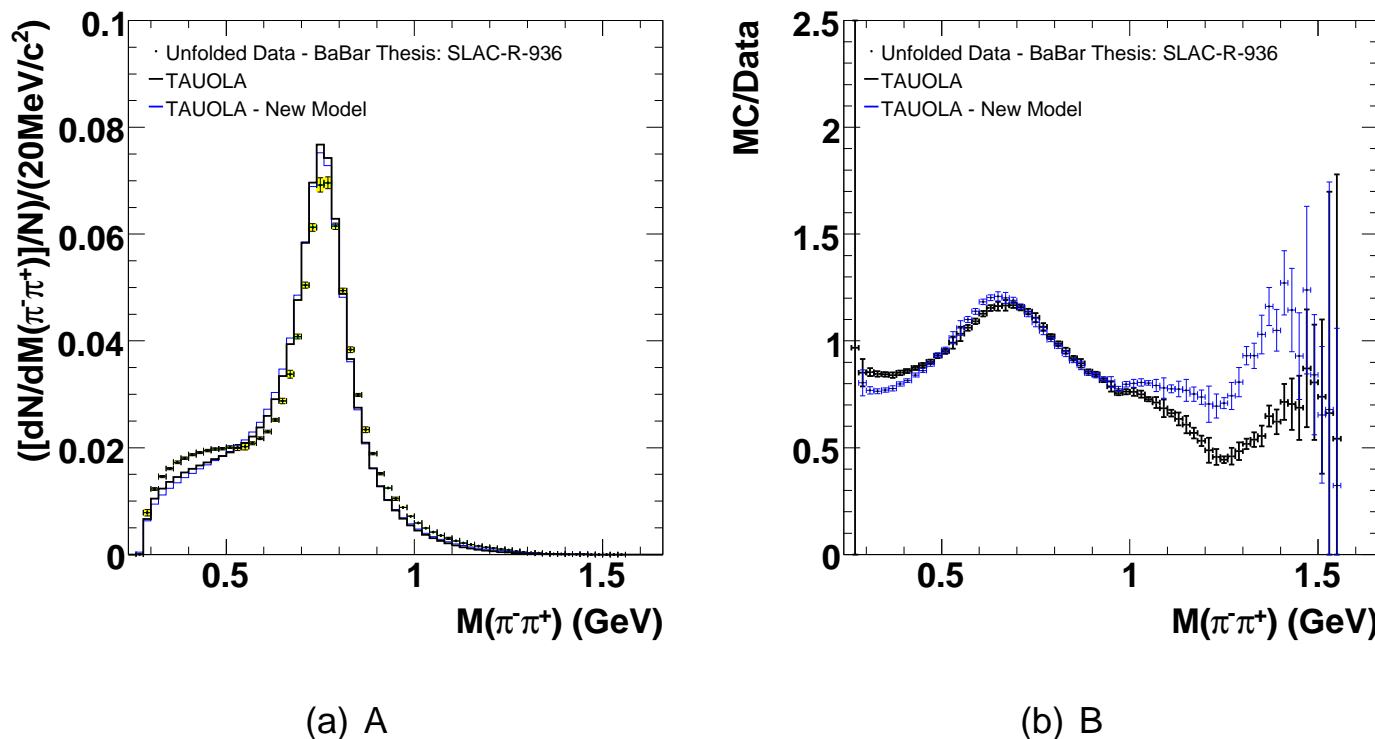 ([dN/dM(π⁻π⁺)]/N)/(20MeV/c²)
0.1
0.08
0.06
0.04
0.02
0
Unfolded Data - BaBar Thesis: SLAC-R-936
TAUOLA
TAUOLA - New Model
0.5 1 1.5
M(π⁻π⁺) (GeV)
(a) A
MC/Data
2.5
2
1.5
1
0.5
0
Unfolded Data - BaBar Thesis: SLAC-R-936
TAUOLA
TAUOLA - New Model
0.5 1 1.5
M(π⁻π⁺) (GeV)
(b) B